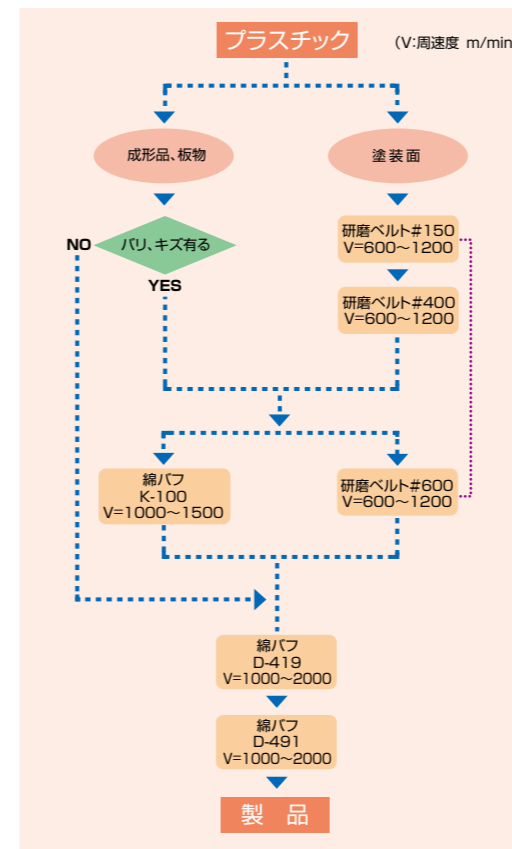 プラスチック
(V:周速度 m/min
成形品、板物
塗装面
バリ、キズ有る
NO
YES
研磨ベルト#150
V=600～1200
研磨ベルト#400
V=600～1200
綿バフ
K-100
V=1000～1500
研磨ベルト#600
V=600～1200
綿バフ
D-419
V=1000～2000
綿バフ
D-491
V=1000～2000
製 品